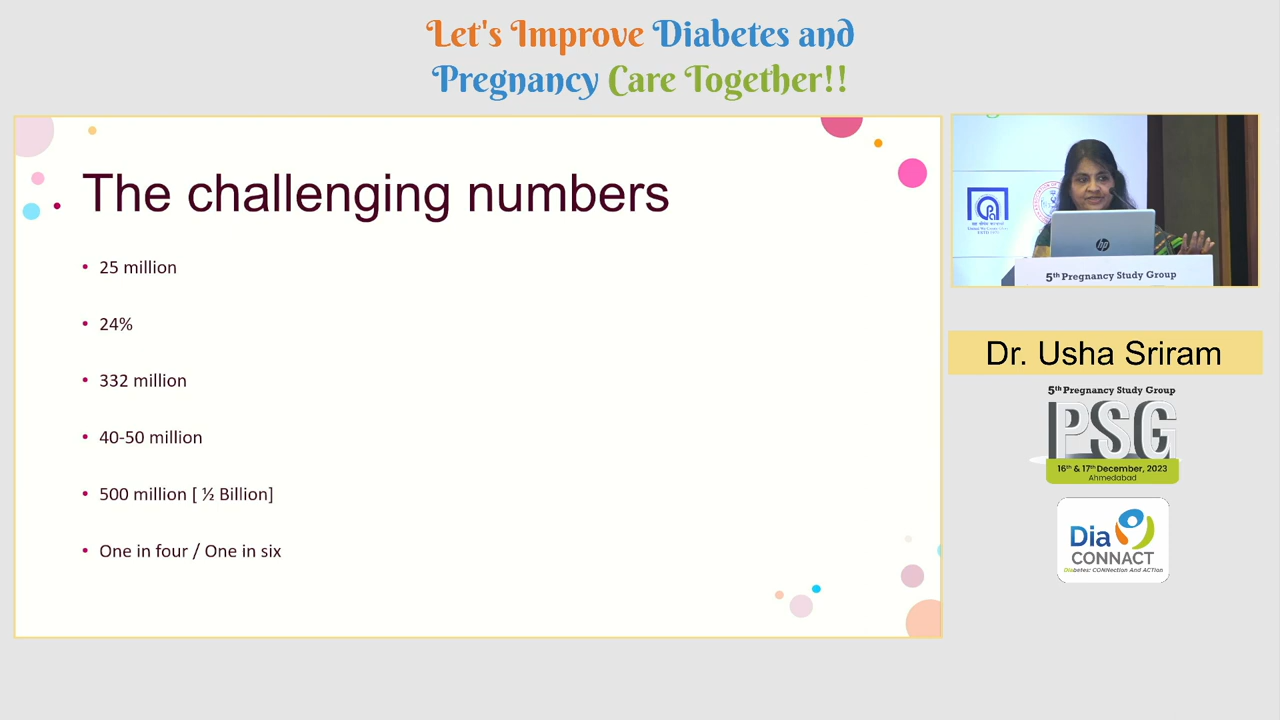 Let's Improve Diabetes and
Pregnancy Care Together!!
The challenging numbers
• 25 million
• 24%
• 332 million
• 40-50 million
• 500 million [ ½ Billion]
• One in four / One in six
hp
5th Pregnancy Study Group
Dr. Usha Sriram
5th Pregnancy Study Group
PSG
16th & 17th December, 2023
Ahmedabad
Dia
CONNACT
Diabetes: CONNection And ACTion